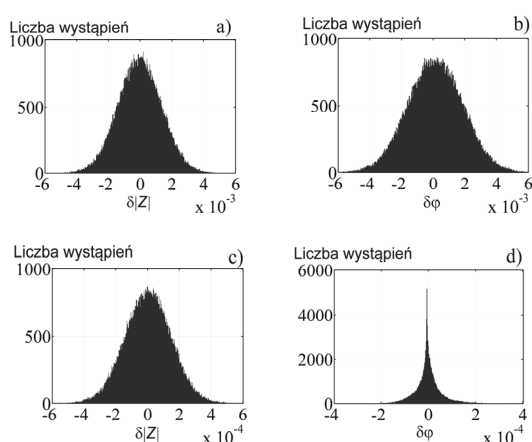 Liczba wystąpień a)
1000
500
0
-6 -4 -2 0 2 4 6
δ|Z| x 10⁻³
Liczba wystąpień b)
1000
500
0
-6 -4 -2 0 2 4 6
δφ x 10⁻³
Liczba wystąpień c)
1000
500
0
-6 -4 -2 0 2 4 6
δ|Z| x 10⁻⁴
Liczba wystąpień d)
6000
4000
2000
0
-4 -2 0 2 4
δφ x 10⁻⁴